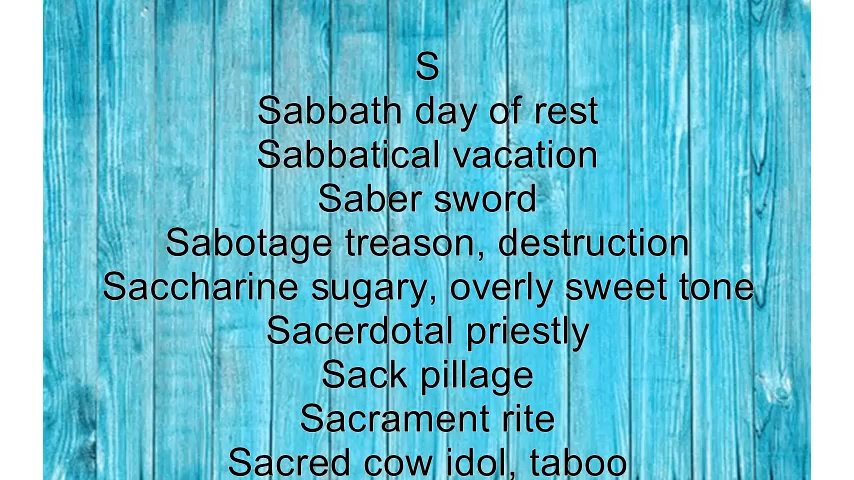 S
Sabbath day of rest
Sabbatical vacation
Saber sword
Sabotage treason, destruction
Saccharine sugary, overly sweet tone
Sacerdotal priestly
Sack pillage
Sacrament rite
Sacred cow idol, taboo